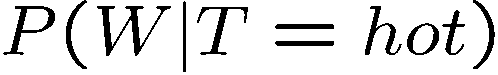 P(W|T = hot)